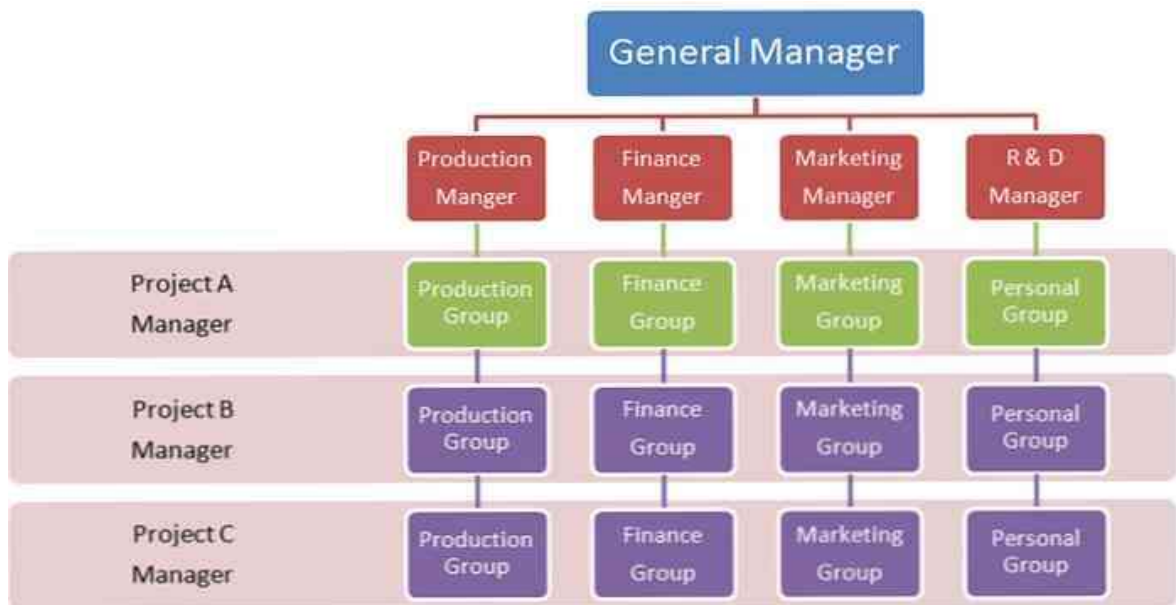 General Manager
Production
Manger
Finance
Manger
Marketing
Manager
R & D
Manager
Project A
Manager
Production
Group
Finance
Group
Marketing
Group
Personal
Group
Project B
Manager
Production
Group
Finance
Group
Marketing
Group
Personal
Group
Project C
Manager
Production
Group
Finance
Group
Marketing
Group
Personal
Group